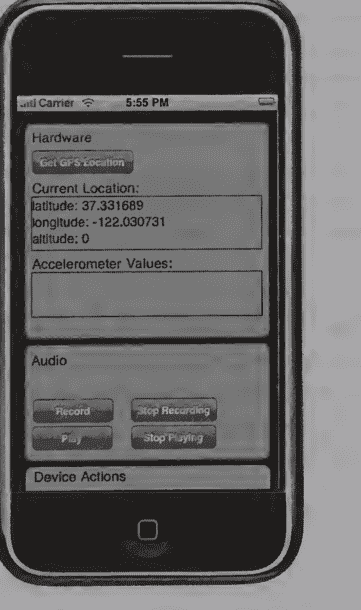 Carrier 5:55 PM
Hardware
Get GPS Location
Current Location:
latitude: 37.331689
longitude: -122.030731
altitude: 0
Accelerometer Values:
Audio
Record Stop Recording
Play Stop Playing
Device Actions